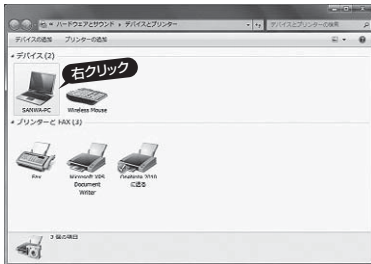 ハードウェアとサウンド ▸ デバイスとプリンター
デバイスとプリンターの検索
デバイスの追加 プリンターの追加
デバイス (2)
右クリック
SANWA-PC
Wireless Mouse
プリンターと FAX (3)
Fax
Microsoft XPS
Document
Writer
OneNote 2010
に送る
5 個の項目